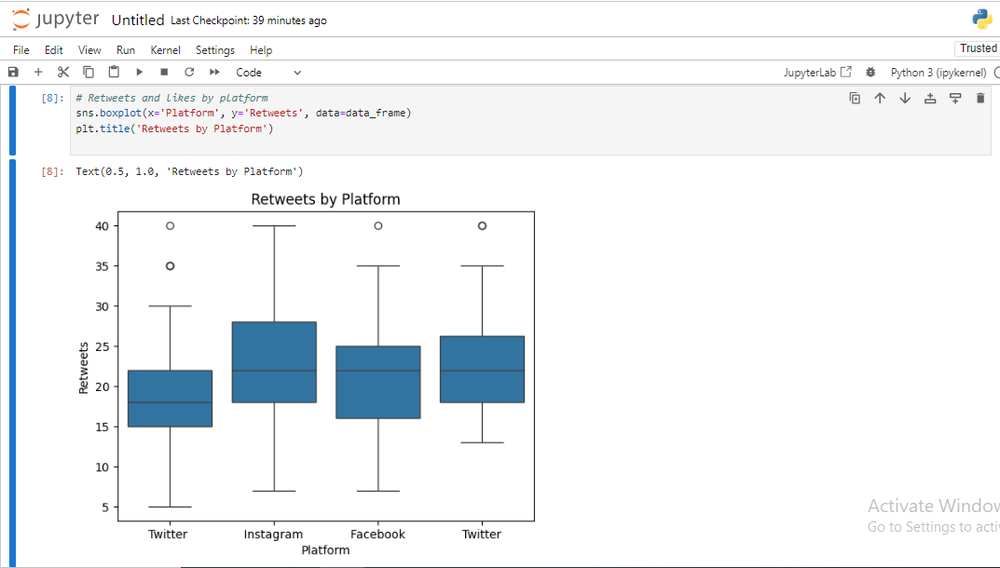 jupyter Untitled Last Checkpoint: 39 minutes ago
File Edit View Run Kernel Settings Help Trusted
Code JupyterLab Python 3 (ipykernel)
[8]: # Retweets and likes by platform
sns.boxplot(x='Platform', y='Retweets', data=data_frame)
plt.title('Retweets by Platform')
[8]: Text(0.5, 1.0, 'Retweets by Platform')
Retweets by Platform
40
35
30
25
20
15
10
5
Retweets
Twitter Instagram Facebook Twitter
Platform
Activate Window
Go to Settings to acti